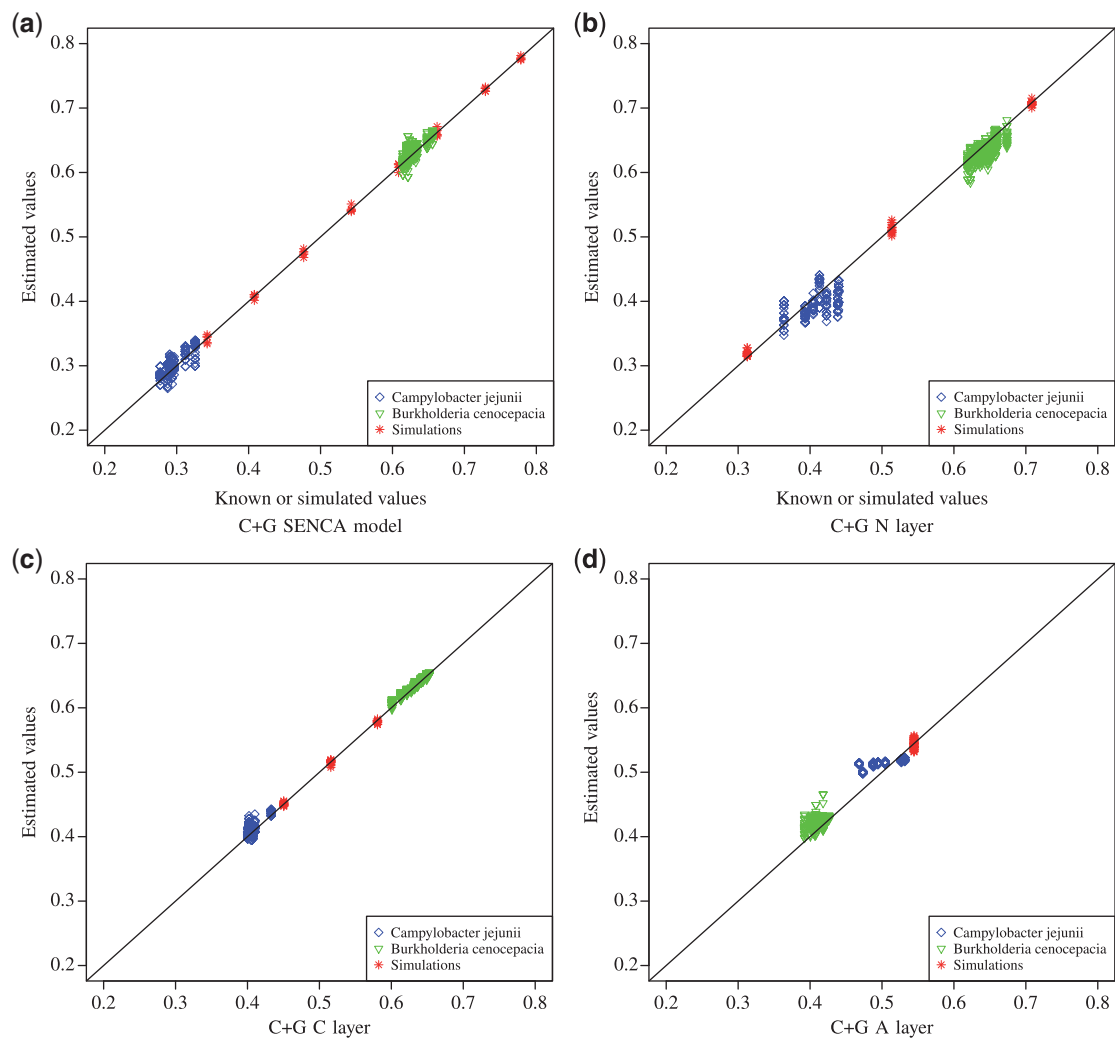 (a)
0.8
0.7
0.6
0.5
0.4
0.3
0.2
Estimated values
Campylobacter jejunii
Burkholderia cenocepacia
Simulations
0.2 0.3 0.4 0.5 0.6 0.7 0.8
Known or simulated values
C+G SENCA model
(b)
0.8
0.7
0.6
0.5
0.4
0.3
0.2
Estimated values
Campylobacter jejunii
Burkholderia cenocepacia
Simulations
0.2 0.3 0.4 0.5 0.6 0.7 0.8
Known or simulated values
C+G N layer
(c)
0.8
0.7
0.6
0.5
0.4
0.3
0.2
Estimated values
Campylobacter jejunii
Burkholderia cenocepacia
Simulations
0.2 0.3 0.4 0.5 0.6 0.7 0.8
C+G C layer
(d)
0.8
0.7
0.6
0.5
0.4
0.3
0.2
Estimated values
Campylobacter jejunii
Burkholderia cenocepacia
Simulations
0.2 0.3 0.4 0.5 0.6 0.7 0.8
C+G A layer